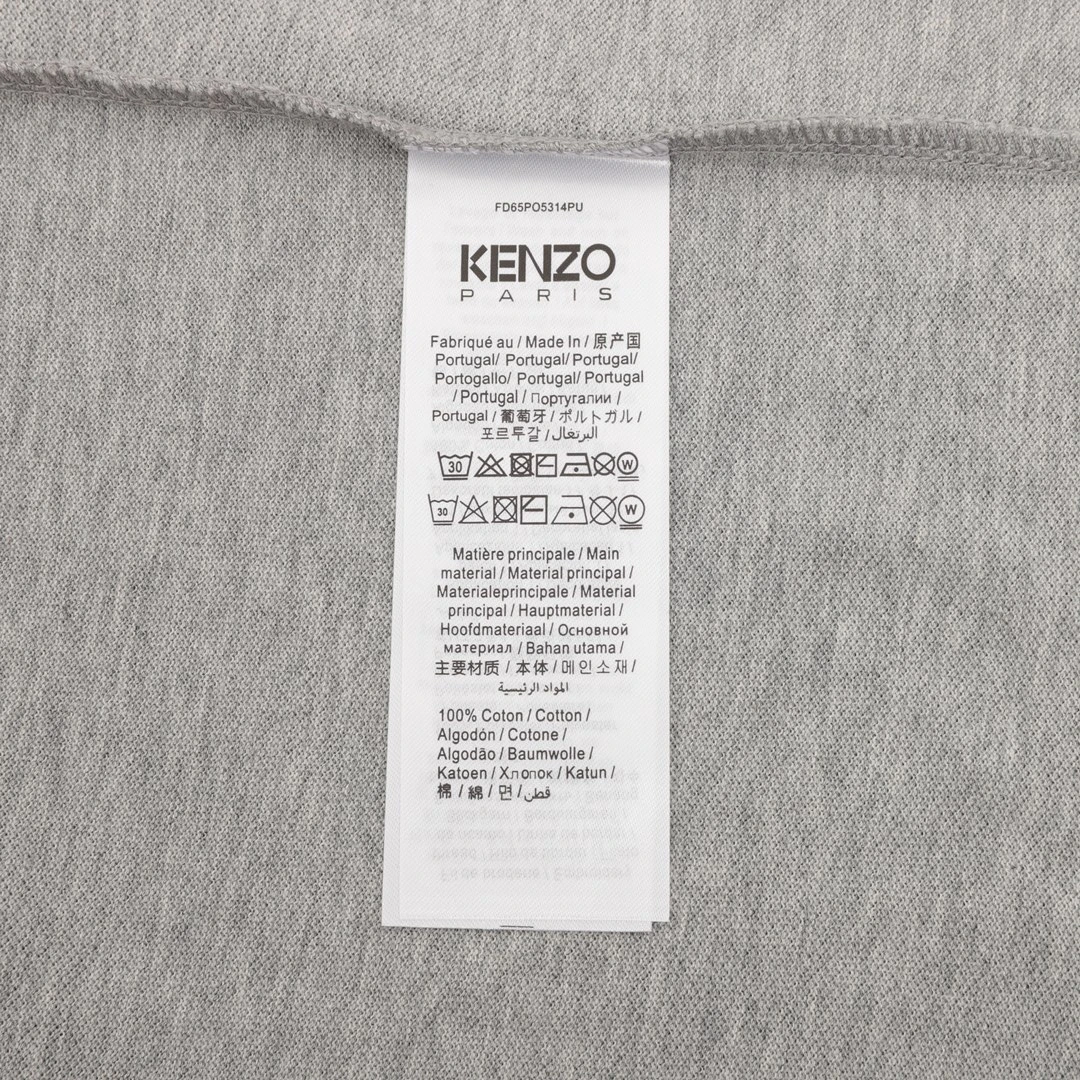 FD65PO5314PU
KENZO
PARIS
Fabriqué au / Made In / 原产国
Portugal/ Portugal/ Portugal/
Portogallo/ Portugal/ Portugal
/ Portugal / Португалии /
Portugal / 葡萄牙 / ポルトガル /
포르투갈 / البرتغال/
30 W
30 W
Matière principale / Main
material / Material principal /
Materialeprincipale / Material
principal / Hauptmaterial /
Hoofdmateriaal / Основной
материал / Bahan utama /
主要材质 / 本体 / 메인소재 /
المواد الرئيسية
100% Coton / Cotton /
Algodón / Cotone /
Algodão / Baumwolle /
Katoen / Хлопок / Katun /
棉 / 綿 / 면 / قطن